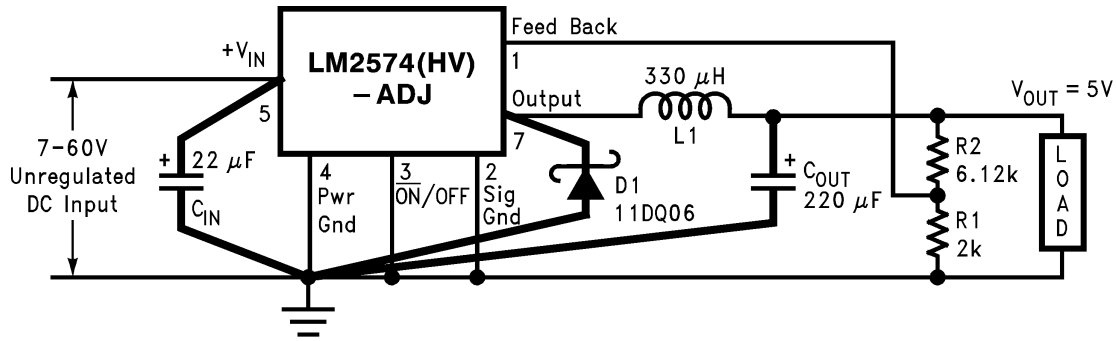 Feed Back
+VIN
LM2574(HV)
– ADJ
1
5
Output
7
330 μH
L1
VOUT = 5V
7–60V
Unregulated
DC Input
+
22 μF
CIN
4
Pwr
Gnd
3
ON/OFF
2
Sig
Gnd
D1
11DQ06
+
COUT
220 μF
R2
6.12k
R1
2k
LOAD